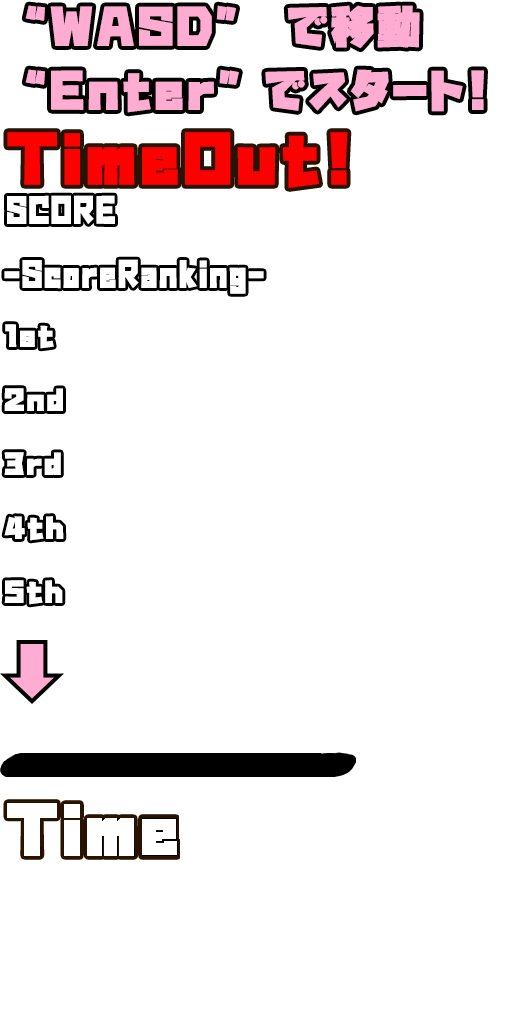 "WASD" で移動
"Enter" でスタート!
TimeOut!
SCORE
-ScoreRanking-
1st
2nd
3rd
4th
5th
Time